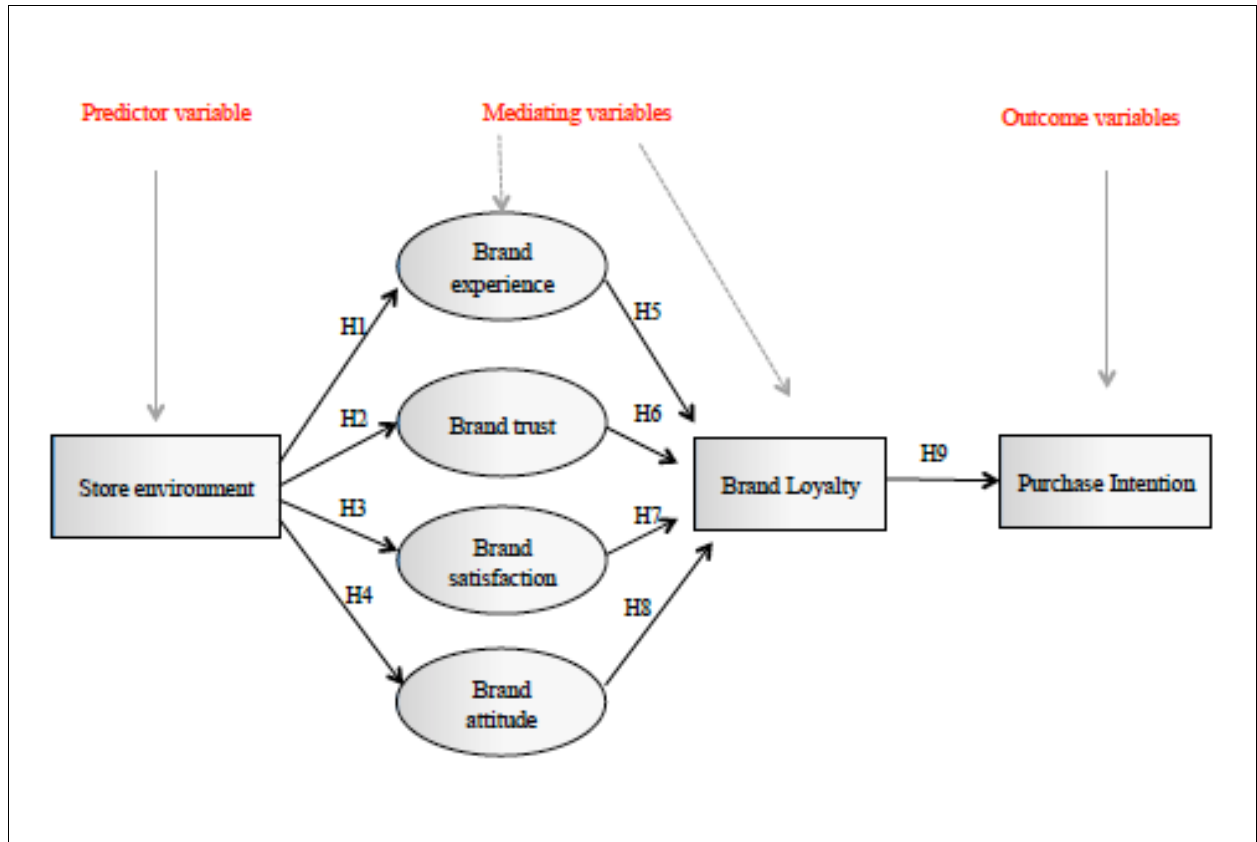 Predictor variable
Mediating variables
Outcome variables
Brand
experience
H1
H5
H2
Brand trust
H6
Store environment
H9
Brand Loyalty
Purchase Intention
H3
H7
Brand
satisfaction
H4
H8
Brand
attitude